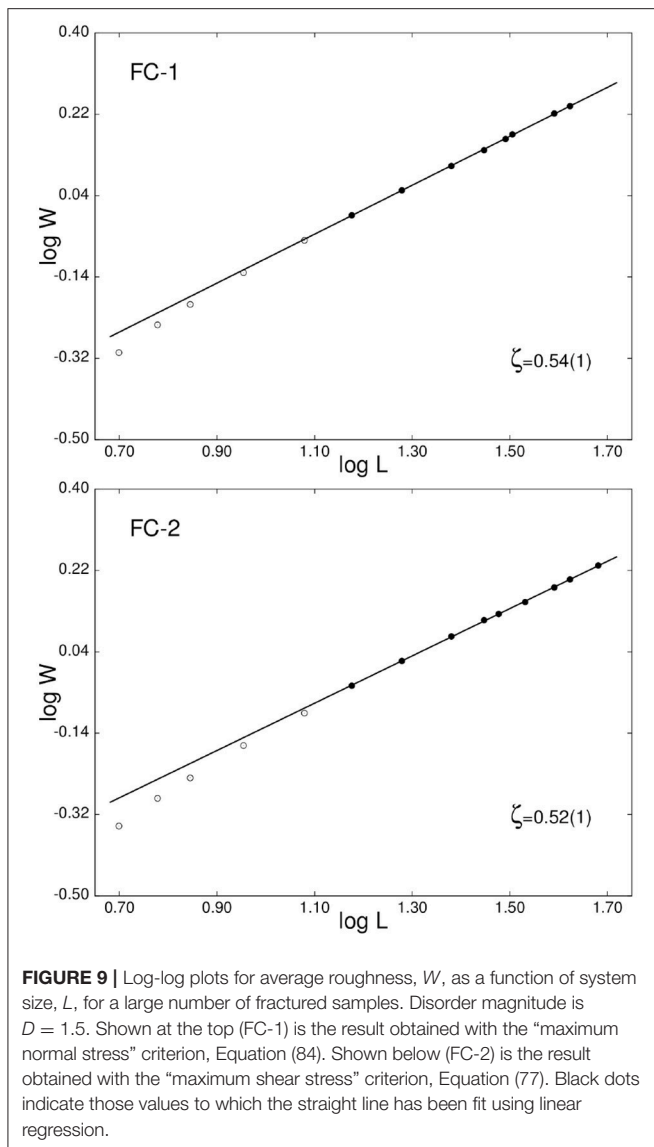 0.40
FC-1
0.22
0.04
log W
-0.14
-0.32
ζ=0.54(1)
-0.50
0.70 0.90 1.10 1.30 1.50 1.70
log L
0.40
FC-2
0.22
0.04
log W
-0.14
-0.32
ζ=0.52(1)
-0.50
0.70 0.90 1.10 1.30 1.50 1.70
log L
FIGURE 9 | Log-log plots for average roughness, W, as a function of system
size, L, for a large number of fractured samples. Disorder magnitude is
D = 1.5. Shown at the top (FC-1) is the result obtained with the “maximum
normal stress” criterion, Equation (84). Shown below (FC-2) is the result
obtained with the “maximum shear stress” criterion, Equation (77). Black dots
indicate those values to which the straight line has been fit using linear
regression.